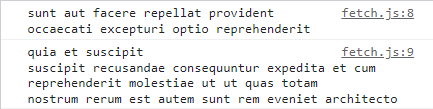 sunt aut facere repellat provident fetch.js:8
occaecati excepturi optio reprehenderit
quia et suscipit fetch.js:9
suscipit recusandae consequuntur expedita et cum
reprehenderit molestiae ut ut quas totam
nostrum rerum est autem sunt rem eveniet architecto